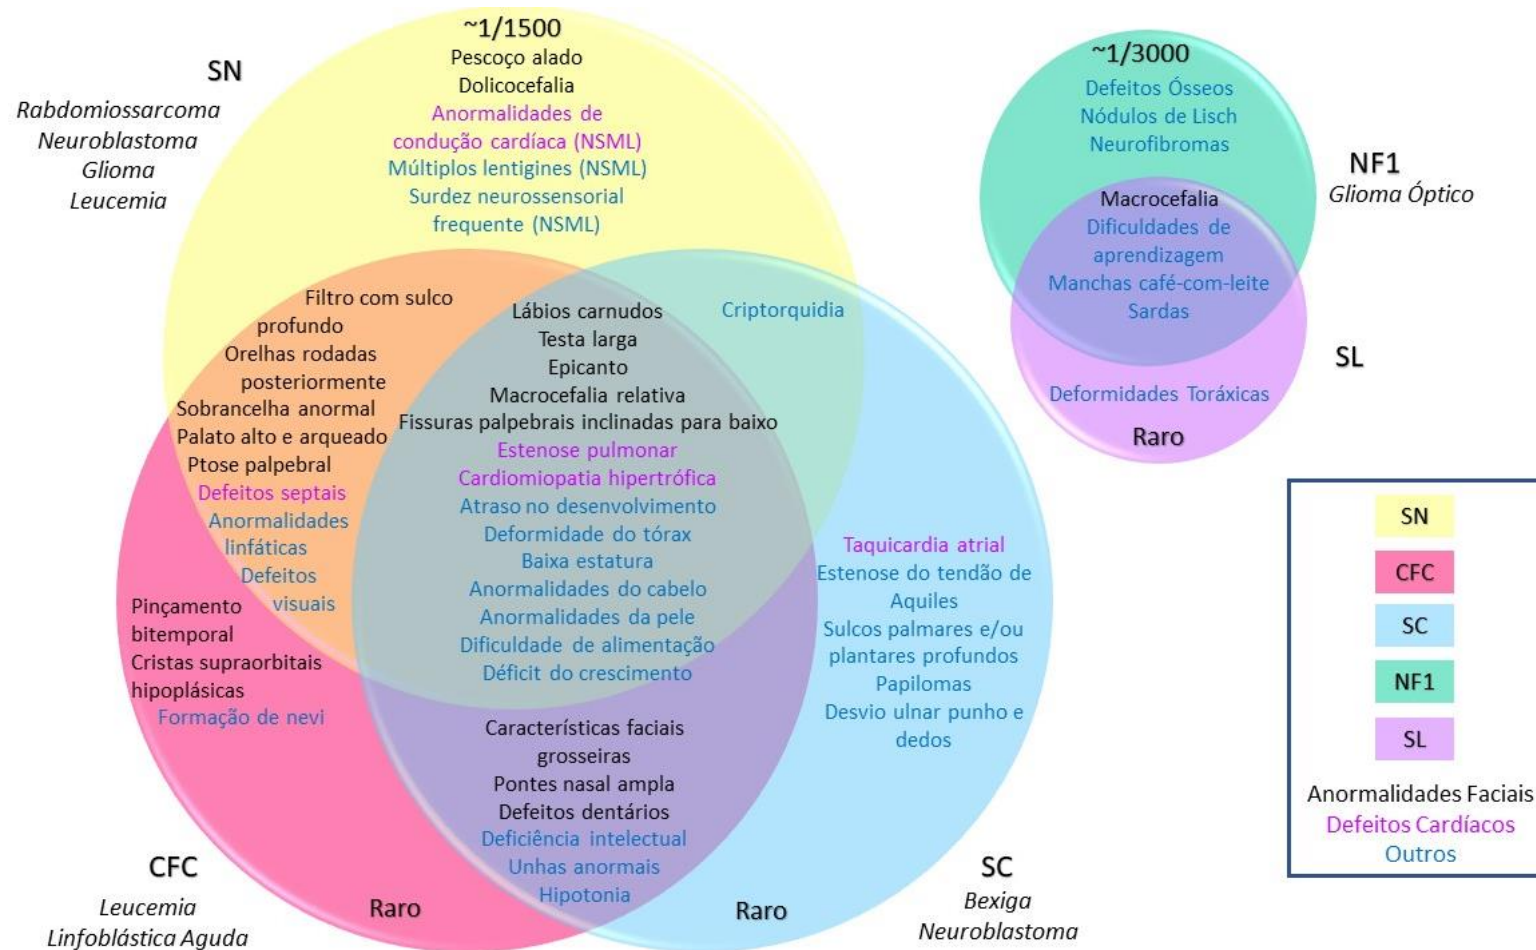 SN
Rabdomiossarcoma
Neuroblastoma
Glioma
Leucemia
~1/1500
Pescoço alado
Dolicocefalia
Anormalidades de
condução cardíaca (NSML)
Múltiplos lentigines (NSML)
Surdez neurossensorial
frequente (NSML)
Filtro com sulco
profundo
Orelhas rodadas
posteriormente
Sobrancelha anormal
Palato alto e arqueado
Ptose palpebral
Defeitos septais
Anormalidades
linfáticas
Defeitos
visuais
Lábios carnudos
Testa larga
Epicanto
Macrocefalia relativa
Fissuras palpebrais inclinadas para baixo
Estenose pulmonar
Cardiomiopatia hipertrófica
Atraso no desenvolvimento
Deformidade do tórax
Baixa estatura
Anormalidades do cabelo
Anormalidades da pele
Dificuldade de alimentação
Déficit do crescimento
Criptorquidia
Pinçamento
bitemporal
Cristas supraorbitais
hipoplásicas
Formação de nevi
Características faciais
grosseiras
Pontes nasal ampla
Defeitos dentários
Deficiência intelectual
Unhas anormais
Hipotonia
Taquicardia atrial
Estenose do tendão de
Aquiles
Sulcos palmares e/ou
plantares profundos
Papilomas
Desvio ulnar punho e
dedos
CFC
Leucemia
Linfoblástica Aguda
Raro
Raro
SC
Bexiga
Neuroblastoma
~1/3000
Defeitos Ósseos
Nódulos de Lisch
Neurofibromas
NF1
Glioma Óptico
Macrocefalia
Dificuldades de
aprendizagem
Manchas café-com-leite
Sardas
SL
Deformidades Toráxicas
Raro
SN
CFC
SC
NF1
SL
Anormalidades Faciais
Defeitos Cardíacos
Outros